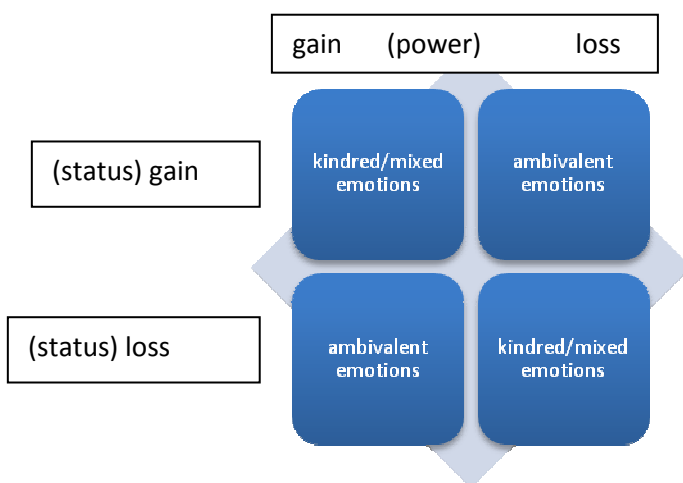 gain (power) loss
(status) gain
kindred/mixed
emotions
ambivalent
emotions
(status) loss
ambivalent
emotions
kindred/mixed
emotions